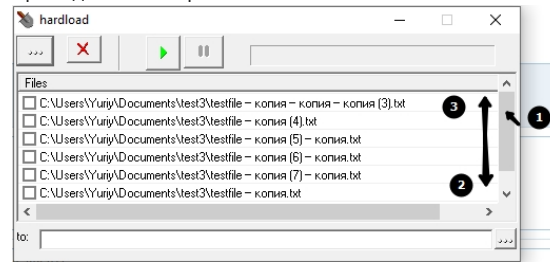 hardload
...
Files
C:\Users\Yuriy\Documents\test3\testfile – копия – копия – копия (3).txt
C:\Users\Yuriy\Documents\test3\testfile – копия (4).txt
C:\Users\Yuriy\Documents\test3\testfile – копия (5) – копия.txt
C:\Users\Yuriy\Documents\test3\testfile – копия (6) – копия.txt
C:\Users\Yuriy\Documents\test3\testfile – копия (7) – копия.txt
C:\Users\Yuriy\Documents\test3\testfile – копия.txt
3
1
2
to:
...